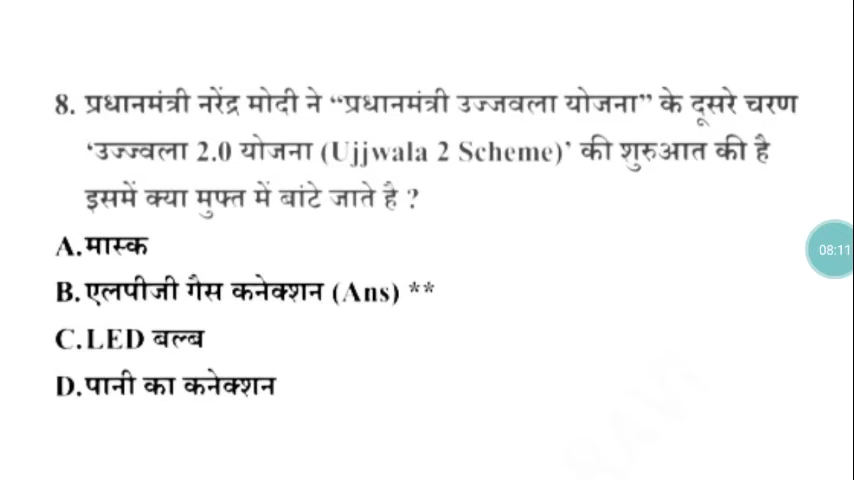 8. प्रधानमंत्री नरेंद्र मोदी ने “प्रधानमंत्री उज्जवला योजना” के दूसरे चरण
‘उज्ज्वला 2.0 योजना (Ujjwala 2 Scheme)’ की शुरुआत की है
इसमें क्या मुफ्त में बांटे जाते है ?
A.मास्क
08:11
B.एलपीजी गैस कनेक्शन (Ans) **
C.LED बल्ब
D.पानी का कनेक्शन
RAVI